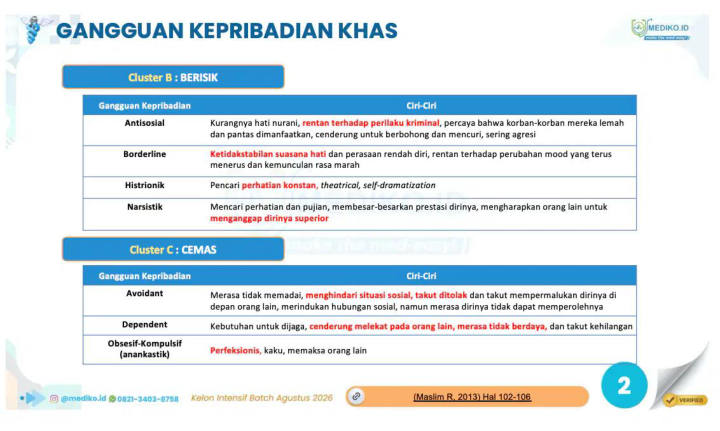 GANGGUAN KEPRIBADIAN KHAS
MEDIKO.ID
Cluster B : BERISIK
Gangguan Kepribadian Ciri-Ciri
Antisosial Kurangnya hati nurani, rentan terhadap perilaku kriminal, percaya bahwa korban-korban mereka lemah
dan pantas dimanfaatkan, cenderung untuk berbohong dan mencuri, sering agresi
Borderline Ketidakstabilan suasana hati dan perasaan rendah diri, rentan terhadap perubahan mood yang terus
menerus dan kemunculan rasa marah
Histrionik Pencari perhatian konstan, theatrical, self-dramatization
Narsistik Mencari perhatian dan pujian, membesar-besarkan prestasi dirinya, mengharapkan orang lain untuk
menganggap dirinya superior
Cluster C : CEMAS
Gangguan Kepribadian Ciri-Ciri
Avoidant Merasa tidak memadai, menghindari situasi sosial, takut ditolak dan takut mempermalukan dirinya di
depan orang lain, merindukan hubungan sosial, namun merasa dirinya tidak dapat memperolehnya
Dependent Kebutuhan untuk dijaga, cenderung melekat pada orang lain, merasa tidak berdaya, dan takut kehilangan
Obsesif-Kompulsif
(anankastik) Perfeksionis, kaku, memaksa orang lain
@mediko.id 0821-3403-8758 Kelon Intensif Batch Agustus 2026 (Maslim R, 2013) Hal 102-106
2
VERIFIED